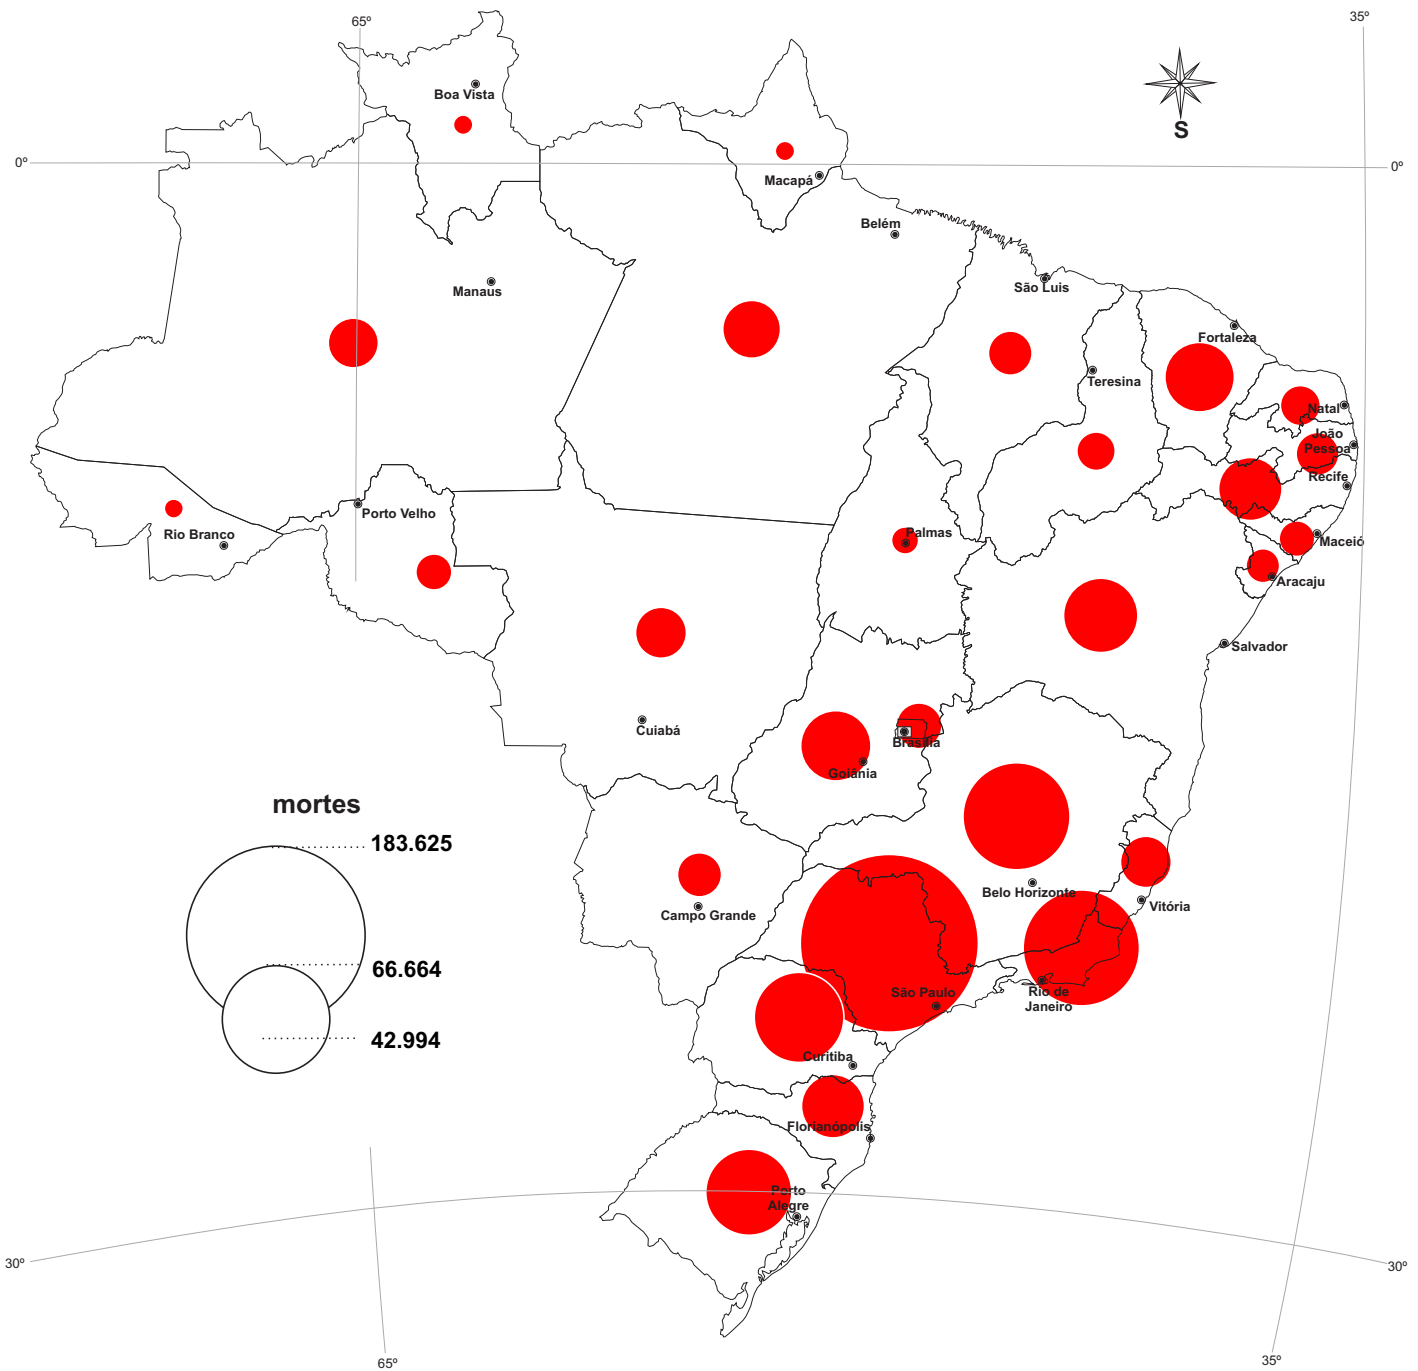 65º
35º
Boa Vista
S
0º
0º
Macapá
Belém
São Luis
Manaus
Fortaleza
Teresina
Natal
João
Pessoa
Recife
Porto Velho
Rio Branco
Palmas
Maceió
Aracaju
Salvador
Cuiabá
Brasília
Goiânia
mortes
183.625
66.664
42.994
Belo Horizonte
Campo Grande
Vitória
São Paulo
Rio de
Janeiro
Curitiba
Florianópolis
Porto
Alegre
30º
30º
65º
35º